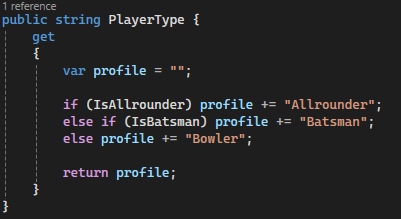 1 reference
public string PlayerType {
get
{
var profile = "";
if (IsAllrounder) profile += "Allrounder";
else if (IsBatsman) profile += "Batsman";
else profile += "Bowler";
return profile;
}
}